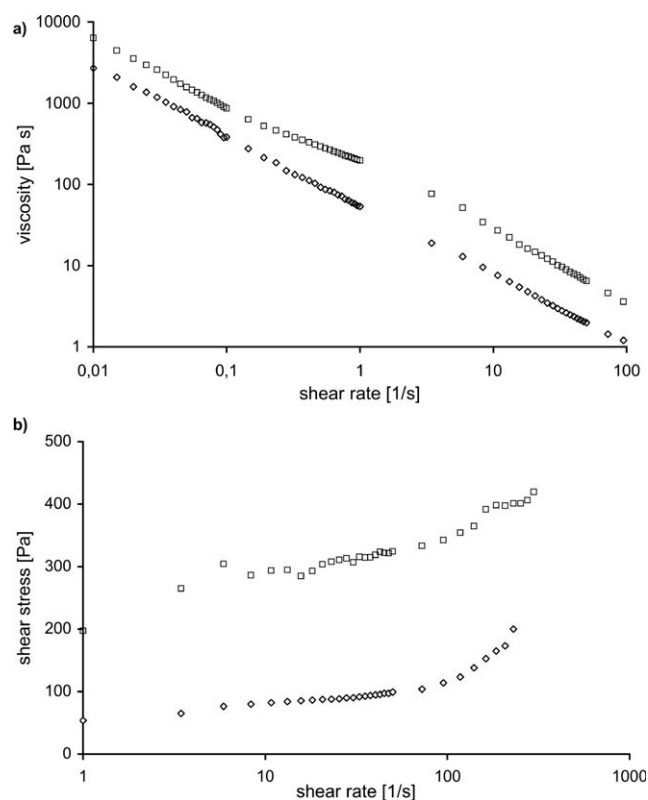 a)
10000
1000
100
10
1
viscosity [Pa s]
0,01 0,1 1 10 100
shear rate [1/s]
b)
500
400
300
200
100
0
shear stress [Pa]
1 10 100 1000
shear rate [1/s]